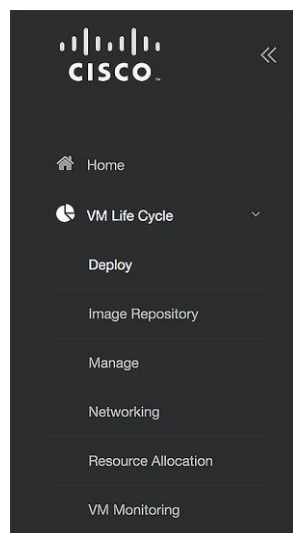 CISCO
Home
VM Life Cycle
Deploy
Image Repository
Manage
Networking
Resource Allocation
VM Monitoring